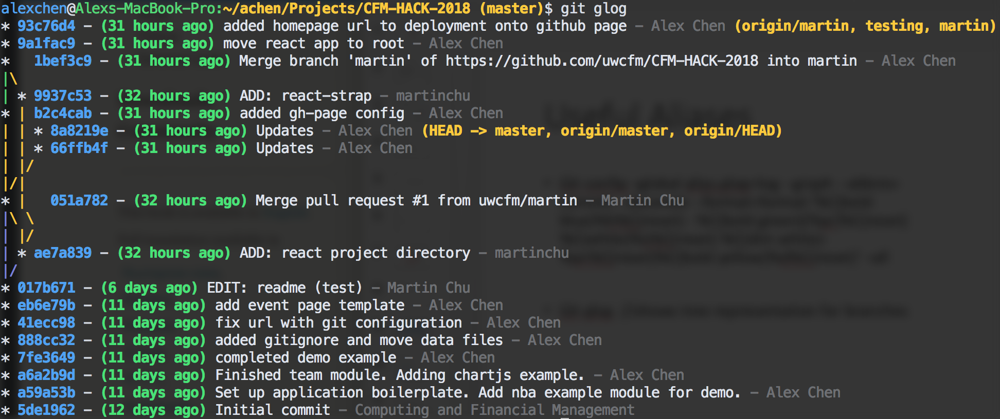 alexchen@Alexs-MacBook-Pro:~/achen/Projects/CFM-HACK-2018 (master)$ git glog
* 93c76d4 - (31 hours ago) added homepage url to deployment onto github page - Alex Chen (origin/martin, testing, martin)
* 9a1fac9 - (31 hours ago) move react app to root - Alex Chen
*   1bef3c9 - (31 hours ago) Merge branch 'martin' of https://github.com/uwcfm/CFM-HACK-2018 into martin - Alex Chen
|\
| * 9937c53 - (32 hours ago) ADD: react-strap - martinchu
* | b2c4cab - (31 hours ago) added gh-page config - Alex Chen
| | * 8a8219e - (31 hours ago) Updates - Alex Chen (HEAD -> master, origin/master, origin/HEAD)
| | * 66ffb4f - (31 hours ago) Updates - Alex Chen
| |/
|/|
* |   051a782 - (32 hours ago) Merge pull request #1 from uwcfm/martin - Martin Chu
|\ \
| |/
| * ae7a839 - (32 hours ago) ADD: react project directory - martinchu
|/
* 017b671 - (6 days ago) EDIT: readme (test) - Martin Chu
* eb6e79b - (11 days ago) add event page template - Alex Chen
* 41ecc98 - (11 days ago) fix url with git configuration - Alex Chen
* 888cc32 - (11 days ago) added gitignore and move data files - Alex Chen
* 7fe3649 - (11 days ago) completed demo example - Alex Chen
* a6a2b9d - (11 days ago) Finished team module. Adding chartjs example. - Alex Chen
* a59a53b - (11 days ago) Set up application boilerplate. Add nba example module for demo. - Alex Chen
* 5de1962 - (12 days ago) Initial commit - Computing and Financial Management